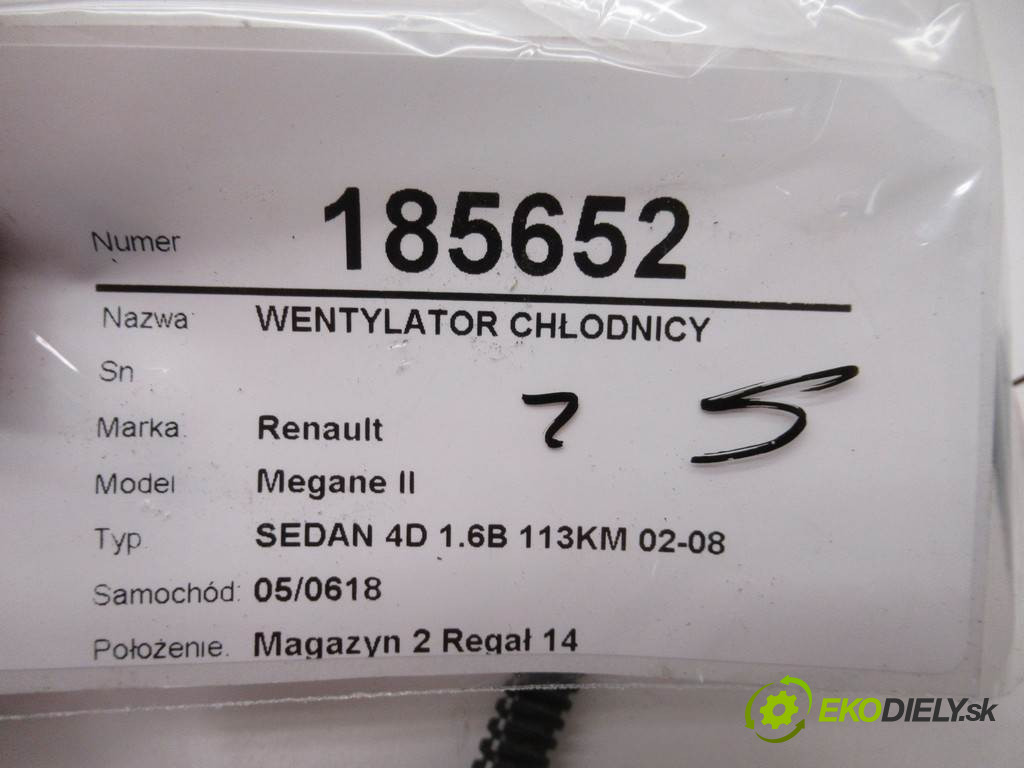 Numer 185652
Nazwa WENTYLATOR CHŁODNICY
Sn
Marka Renault
Model Megane II
Typ SEDAN 4D 1.6B 113KM 02-08
Samochód: 05/0618
Położenie. Magazyn 2 Regał 14
EKODIELY.sk